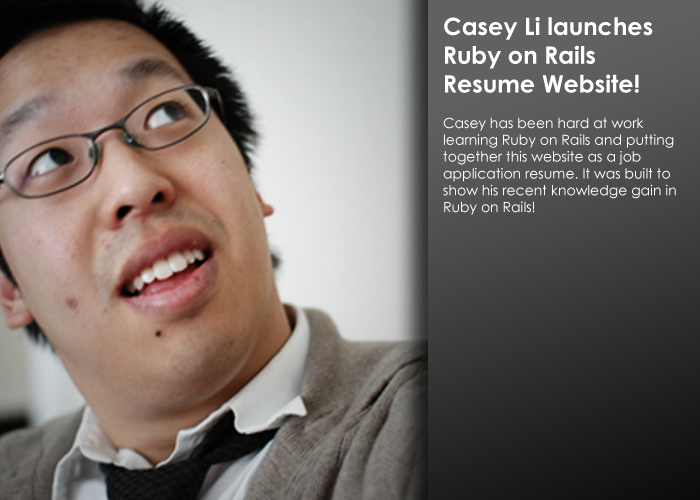 Casey Li launches
Ruby on Rails
Resume Website!
Casey has been hard at work
learning Ruby on Rails and putting
together this website as a job
application resume. It was built to
show his recent knowledge gain in
Ruby on Rails!